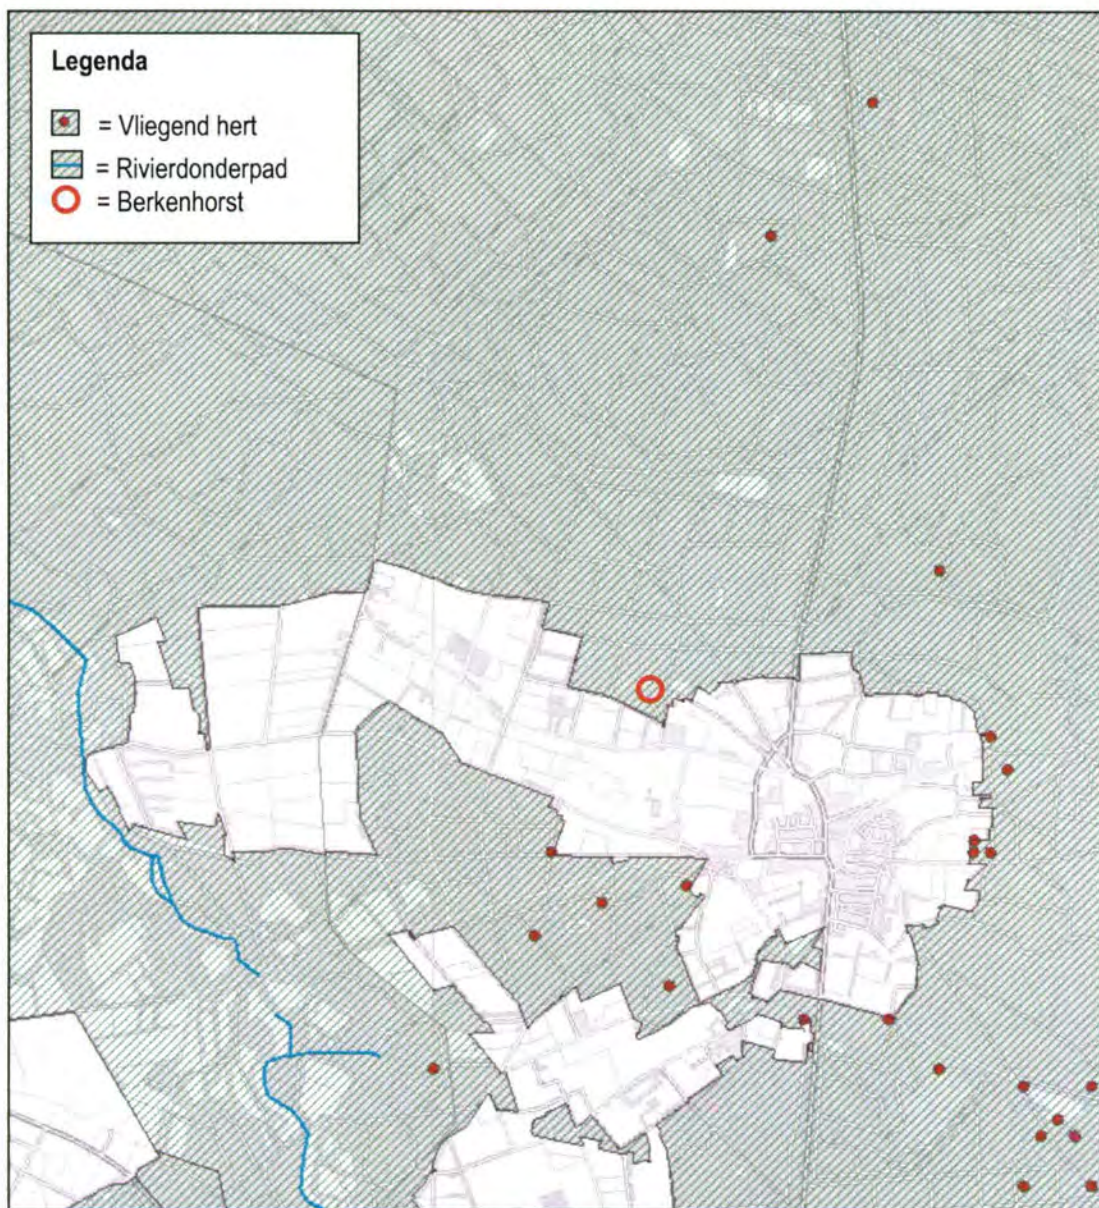 Legenda
= Vliegend hert
= Rivierdonderpad
= Berkenhorst